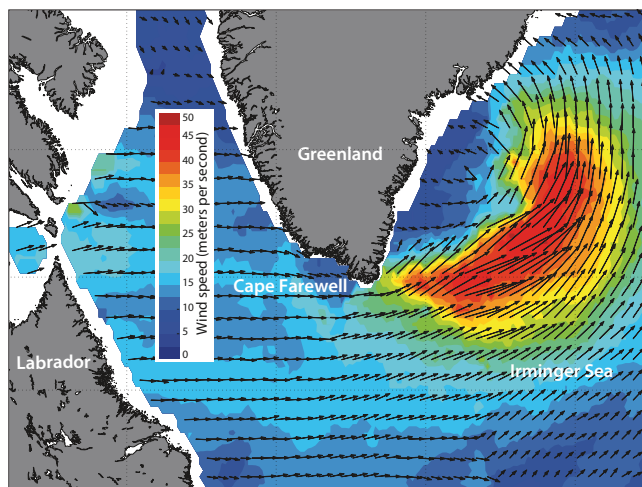 Greenland
50
45
40
35
30
25
20
15
10
5
0
Wind speed (meters per second)
Cape Farewell
Labrador
Irminger Sea